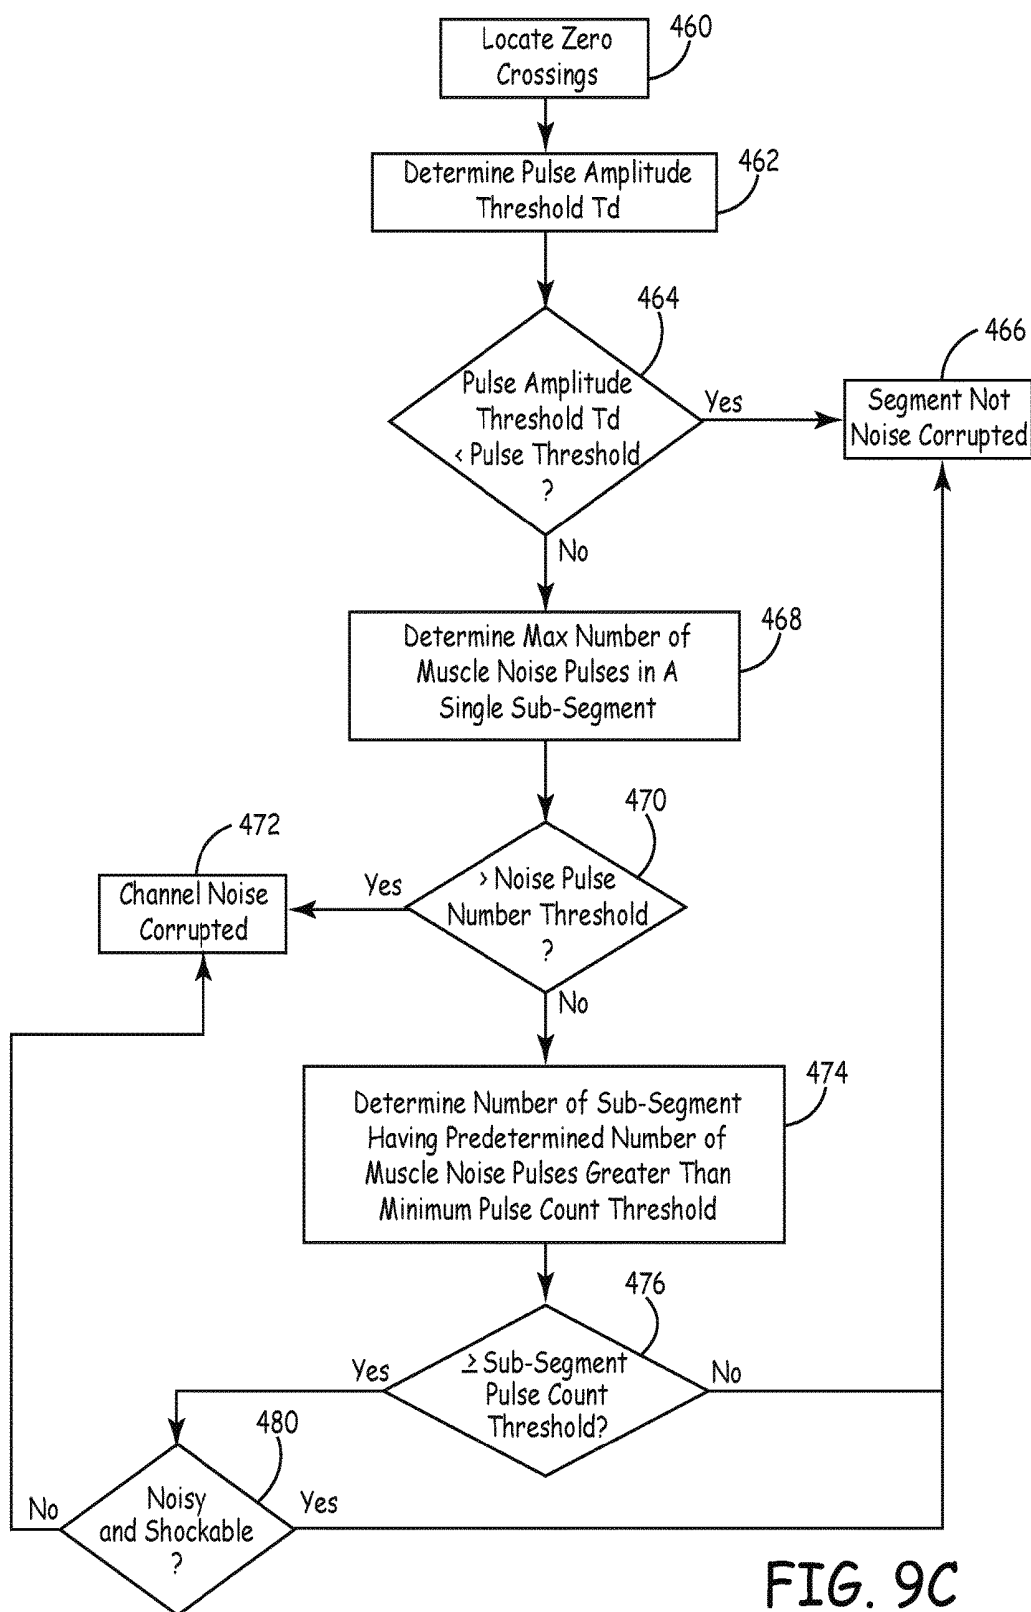 Locate Zero
Crossings
460
Determine Pulse Amplitude
Threshold Td
462
464
Pulse Amplitude
Threshold Td
< Pulse Threshold
?
Yes
466
Segment Not
Noise Corrupted
No
Determine Max Number of
Muscle Noise Pulses in A
Single Sub-Segment
468
470
> Noise Pulse
Number Threshold
?
Yes
472
Channel Noise
Corrupted
No
474
Determine Number of Sub-Segment
Having Predetermined Number of
Muscle Noise Pulses Greater Than
Minimum Pulse Count Threshold
476
≥ Sub-Segment
Pulse Count
Threshold?
Yes
No
480
Noisy
and Shockable
?
No
Yes
FIG. 9C